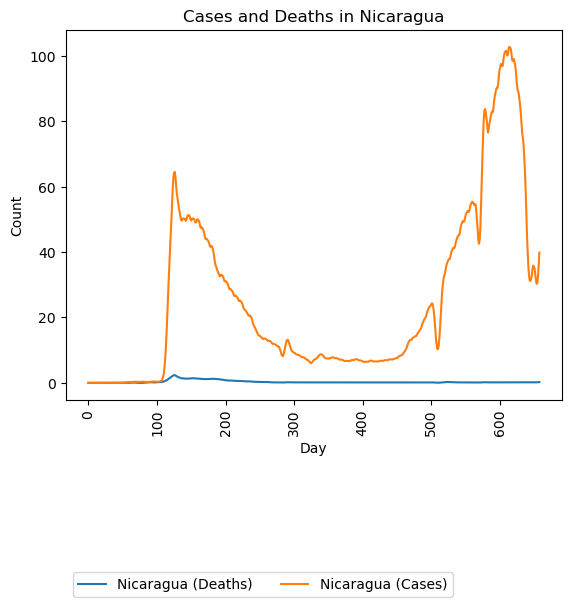 Cases and Deaths in Nicaragua
Count
100
80
60
40
20
0
0 100 200 300 400 500 600
Day
Nicaragua (Deaths) Nicaragua (Cases)